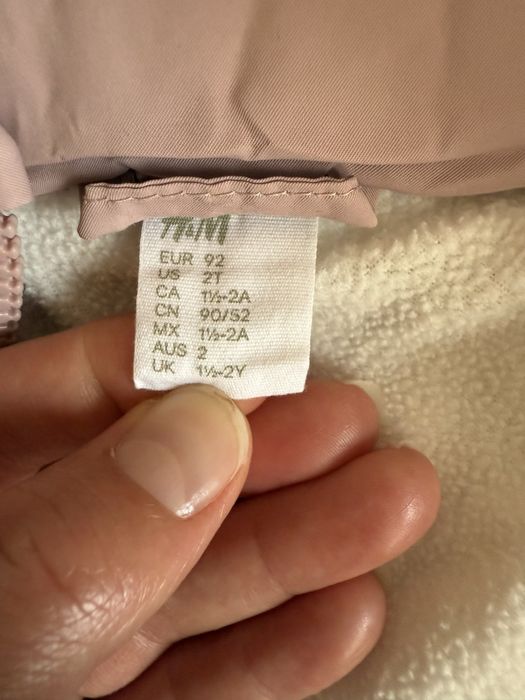 H&M
EUR 92
US 2T
CA 1½-2A
CN 90/52
MX 1½-2A
AUS 2
UK 1½-2Y